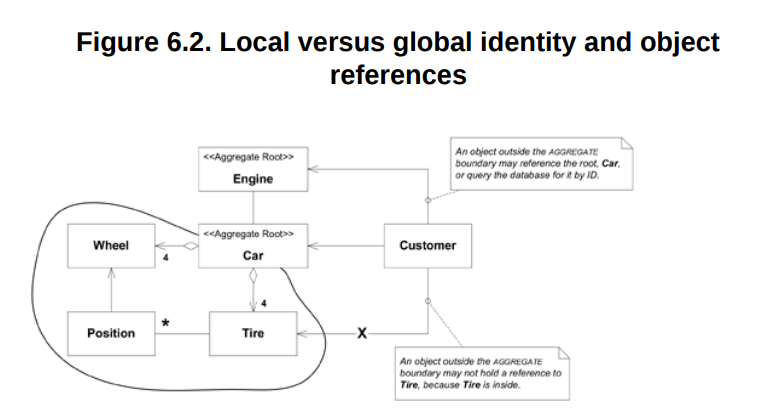 Figure 6.2. Local versus global identity and object
references
<<Aggregate Root>>
Engine
An object outside the AGGREGATE
boundary may reference the root, Car,
or query the database for it by ID.
Wheel
4
<<Aggregate Root>>
Car
Customer
4
Position
*
Tire
X
An object outside the AGGREGATE
boundary may not hold a reference to
Tire, because Tire is inside.